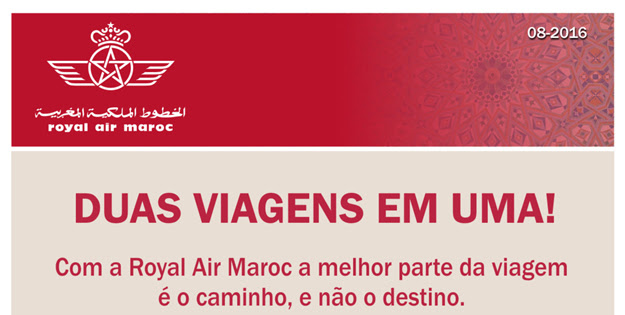 08-2016
الخطوط الملكية المغربية
royal air maroc
DUAS VIAGENS EM UMA!
Com a Royal Air Maroc a melhor parte da viagem
é o caminho, e não o destino.